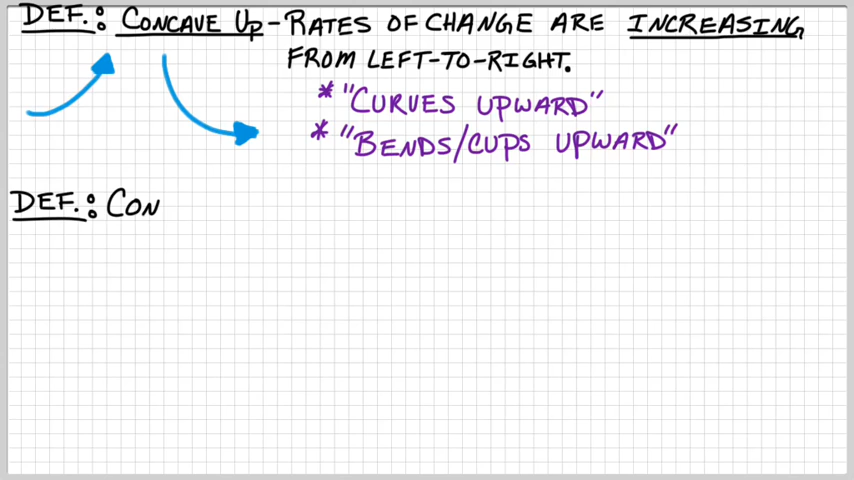 DEF.: CONCAVE UP - RATES OF CHANGE ARE INCREASING
FROM LEFT-TO-RIGHT.
* "CURVES UPWARD"
* "BENDS/CUPS UPWARD"
DEF.: CON